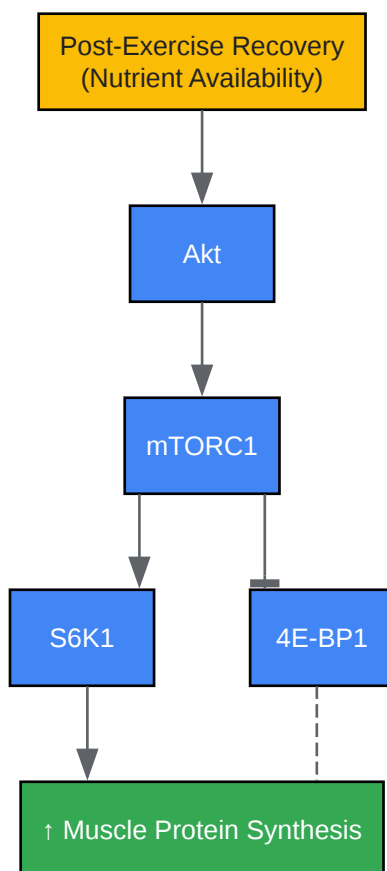 Post-Exercise Recovery
(Nutrient Availability)
Akt
mTORC1
S6K1
4E-BP1
↑ Muscle Protein Synthesis